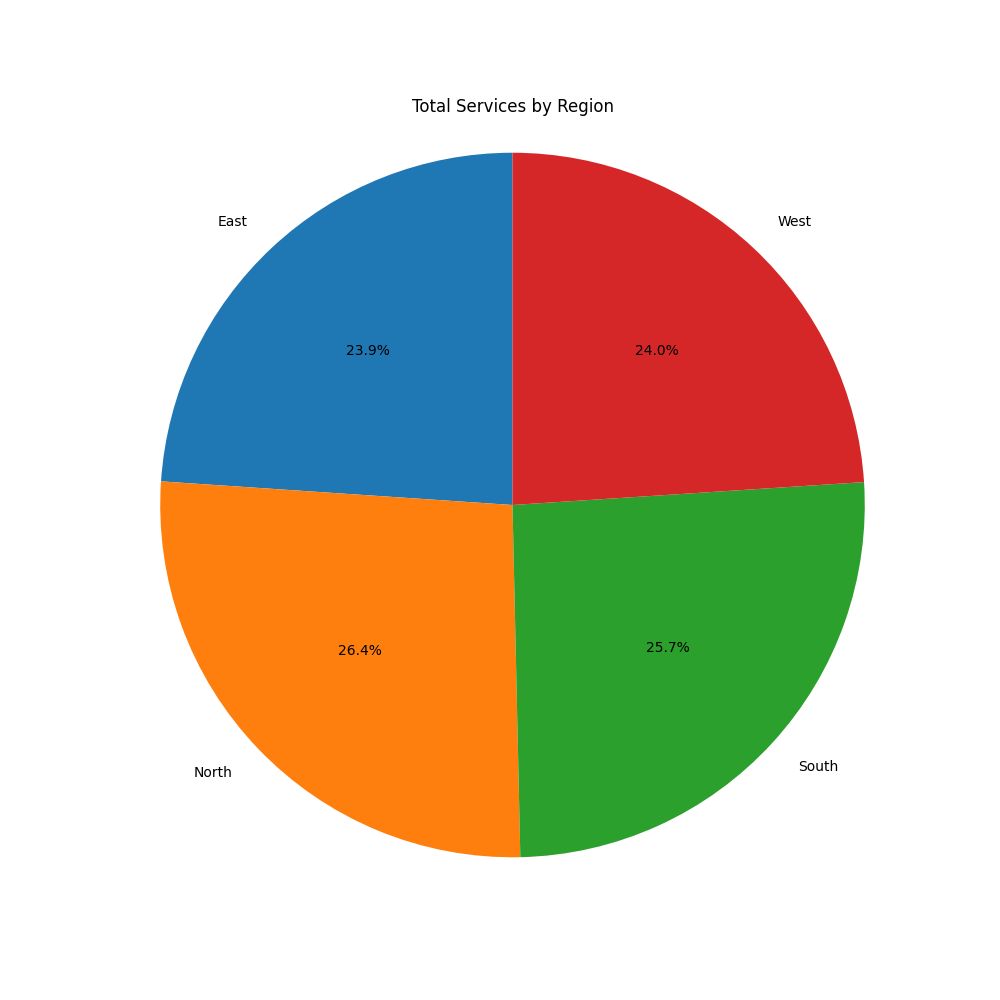 Total Services by Region
East
West
23.9%
24.0%
26.4%
25.7%
North
South